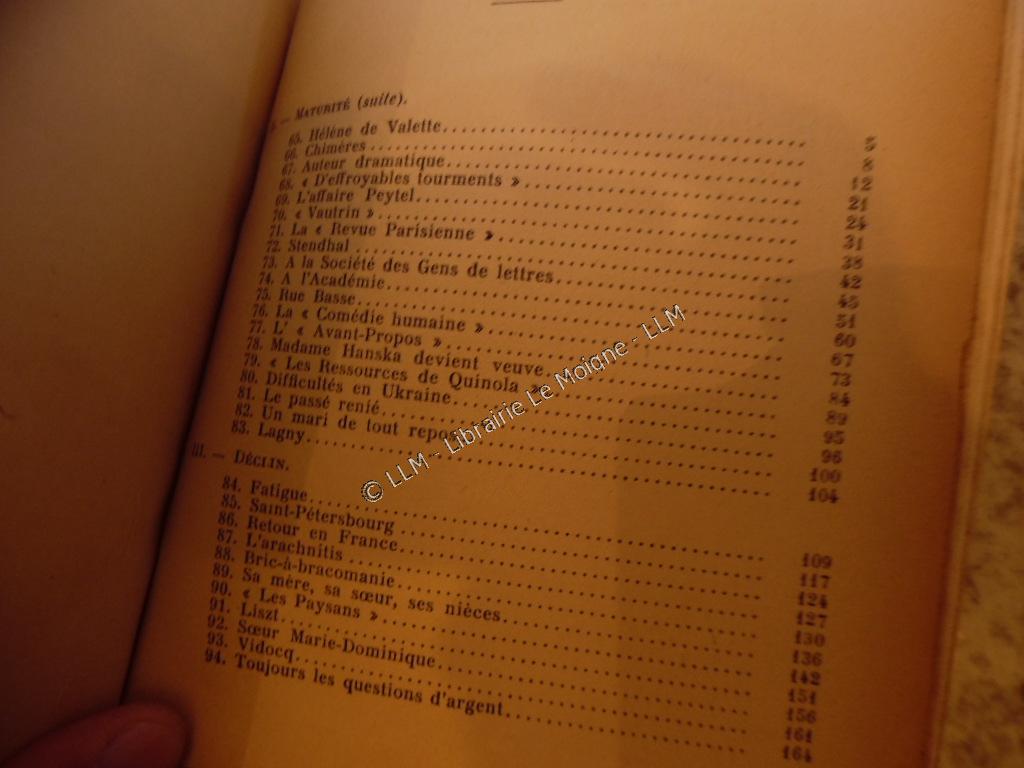 — MATURITÉ (suite).
65. Hélène de Valette........ 5
66. Chimères........ 8
67. Auteur dramatique........ 12
68. « D'effroyables tourments »........ 21
69. L'affaire Peytel........ 24
70. « Vautrin »........ 31
71. La « Revue Parisienne »........ 38
72. Stendhal........ 42
73. A la Société des Gens de lettres........ 45
74. A l'Académie........ 51
75. Rue Basse........ 60
76. La « Comédie humaine »........ 67
77. L' « Avant-Propos »........ 73
78. Madame Hanska devient veuve........ 84
79. « Les Ressources de Quinola »........ 89
80. Difficultés en Ukraine........ 95
81. Le passé renié........ 96
82. Un mari de tout repos........ 100
83. Lagny........ 104
III. — DÉCLIN.
84. Fatigue........ 109
85. Saint-Pétersbourg........ 117
86. Retour en France........ 124
87. L'arachnitis........ 127
88. Bric-à-bracomanie........ 130
89. Sa mère, sa sœur, ses nièces........ 136
90. « Les Paysans »........ 142
91. Liszt........ 151
92. Sœur Marie-Dominique........ 156
93. Vidocq........ 161
94. Toujours les questions d'argent........ 164
© LLM - Librairie Le Moigne - LLM